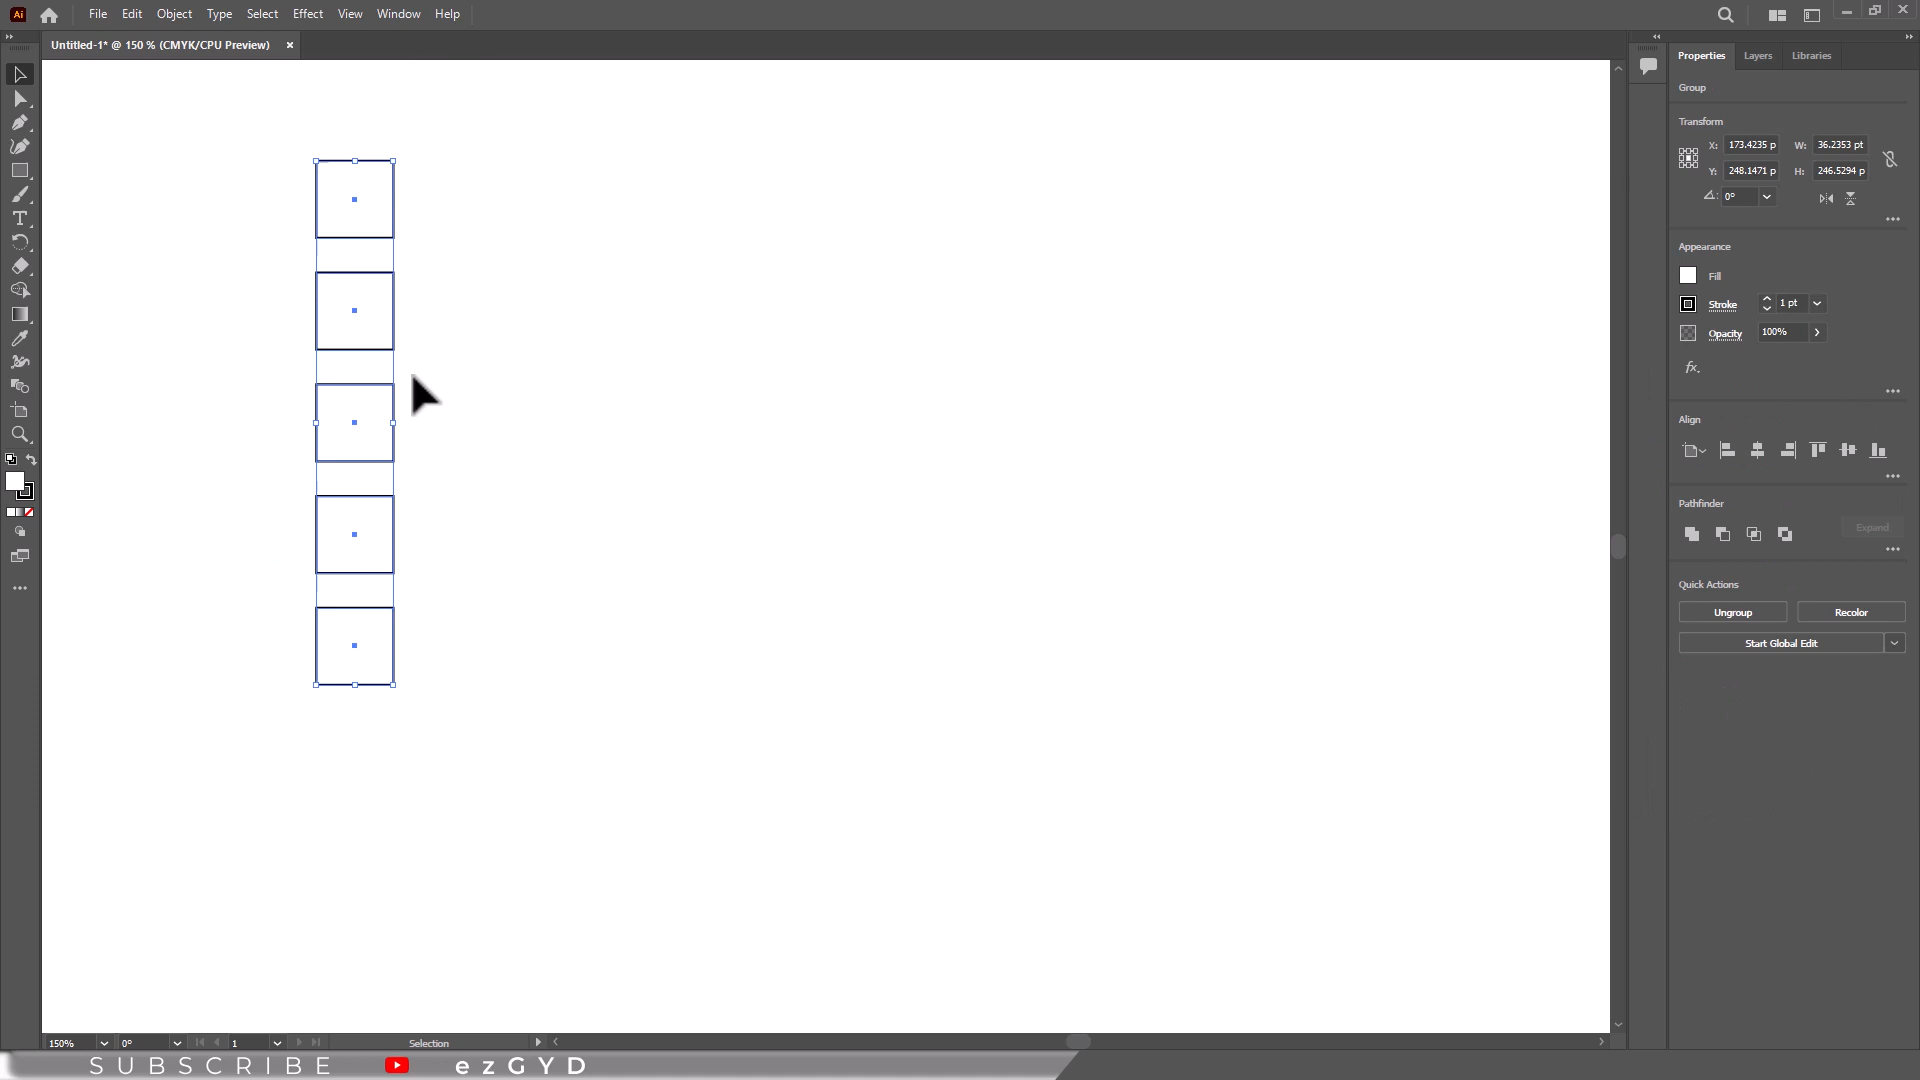 Ai File Edit Object Type Select Effect View Window Help
Untitled-1* @ 150 % (CMYK/CPU Preview) ×
Properties Layers Libraries
Group
Transform
X: 173.4235 p W: 36.2353 pt
Y: 248.1471 p H: 246.5294 p
0°
Appearance
Fill
Stroke 1 pt
Opacity 100%
fx.
Align
Pathfinder
Expand
Quick Actions
Ungroup Recolor
Start Global Edit
150% 0° 1 Selection
SUBSCRIBE ezGYD